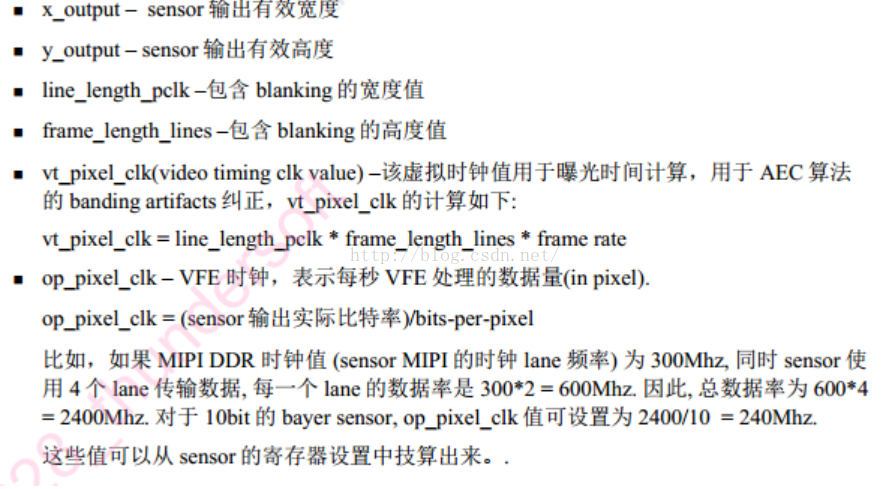 x_output – sensor 输出有效宽度
y_output – sensor 输出有效高度
line_length_pclk –包含 blanking 的宽度值
frame_length_lines –包含 blanking 的高度值
vt_pixel_clk(video timing clk value) –该虚拟时钟值用于曝光时间计算，用于 AEC 算法
的 banding artifacts 纠正，vt_pixel_clk 的计算如下:
vt_pixel_clk = line_length_pclk * frame_length_lines * frame rate
http://blog.csdn.net/
op_pixel_clk – VFE 时钟，表示每秒 VFE 处理的数据量(in pixel).
op_pixel_clk = (sensor 输出实际比特率)/bits-per-pixel
比如，如果 MIPI DDR 时钟值 (sensor MIPI 的时钟 lane 频率) 为 300Mhz, 同时 sensor 使
用 4 个 lane 传输数据, 每一个 lane 的数据率是 300*2 = 600Mhz. 因此, 总数据率为 600*4
= 2400Mhz. 对于 10bit 的 bayer sensor, op_pixel_clk 值可设置为 2400/10 = 240Mhz.
这些值可以从 sensor 的寄存器设置中技算出来。.
28_thundersoft